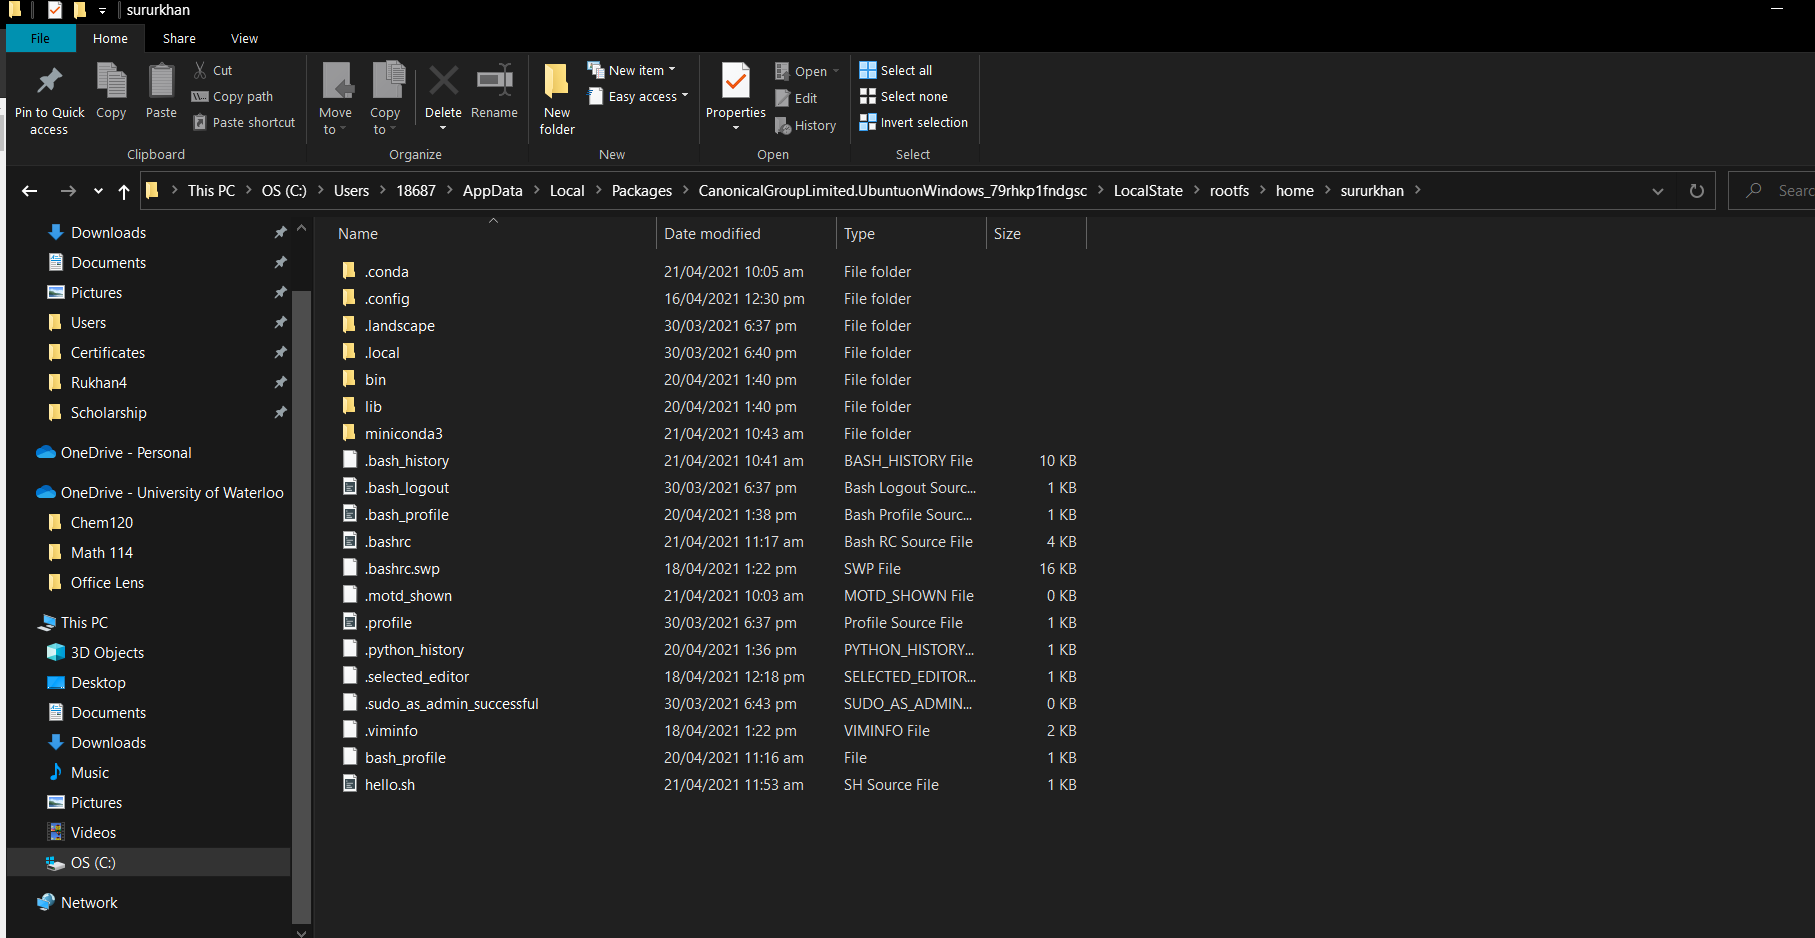 sururkhan
File Home Share View
Pin to Quick access
Copy
Paste
Cut
Copy path
Paste shortcut
Clipboard
Move to
Copy to
Delete
Rename
Organize
New folder
New item
Easy access
New
Properties
Open
Edit
History
Open
Select all
Select none
Invert selection
Select
This PC OS (C:) Users 18687 AppData Local Packages CanonicalGroupLimited.UbuntuonWindows_79rhkp1fndgsc LocalState rootfs home sururkhan
Downloads
Documents
Pictures
Users
Certificates
Rukhan4
Scholarship
OneDrive - Personal
OneDrive - University of Waterloo
Chem120
Math 114
Office Lens
This PC
3D Objects
Desktop
Documents
Downloads
Music
Pictures
Videos
OS (C:)
Network
Name Date modified Type Size
.conda 21/04/2021 10:05 am File folder
.config 16/04/2021 12:30 pm File folder
.landscape 30/03/2021 6:37 pm File folder
.local 30/03/2021 6:40 pm File folder
bin 20/04/2021 1:40 pm File folder
lib 20/04/2021 1:40 pm File folder
miniconda3 21/04/2021 10:43 am File folder
.bash_history 21/04/2021 10:41 am BASH_HISTORY File 10 KB
.bash_logout 30/03/2021 6:37 pm Bash Logout Sourc... 1 KB
.bash_profile 20/04/2021 1:38 pm Bash Profile Sourc... 1 KB
.bashrc 21/04/2021 11:17 am Bash RC Source File 4 KB
.bashrc.swp 18/04/2021 1:22 pm SWP File 16 KB
.motd_shown 21/04/2021 10:03 am MOTD_SHOWN File 0 KB
.profile 30/03/2021 6:37 pm Profile Source File 1 KB
.python_history 20/04/2021 1:36 pm PYTHON_HISTORY... 1 KB
.selected_editor 18/04/2021 12:18 pm SELECTED_EDITOR... 1 KB
.sudo_as_admin_successful 30/03/2021 6:43 pm SUDO_AS_ADMIN... 0 KB
.viminfo 18/04/2021 1:22 pm VIMINFO File 2 KB
bash_profile 20/04/2021 11:16 am File 1 KB
hello.sh 21/04/2021 11:53 am SH Source File 1 KB